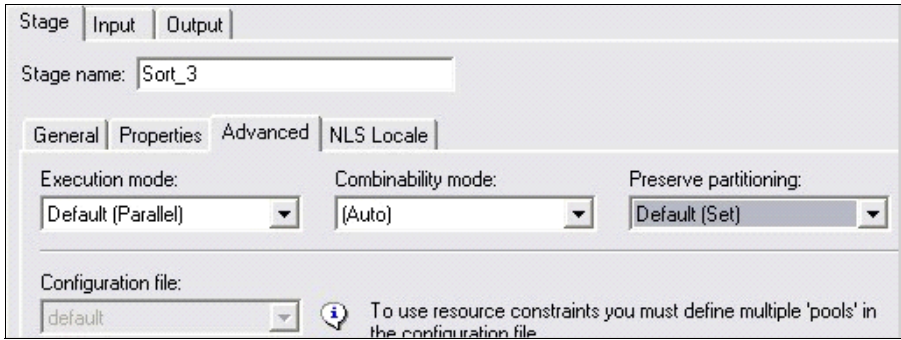 Stage Input Output
Stage name: Sort_3
General Properties Advanced NLS Locale
Execution mode: Combinability mode: Preserve partitioning:
Default (Parallel) (Auto) Default (Set)
Configuration file:
default To use resource constraints you must define multiple 'pools' in
the configuration file